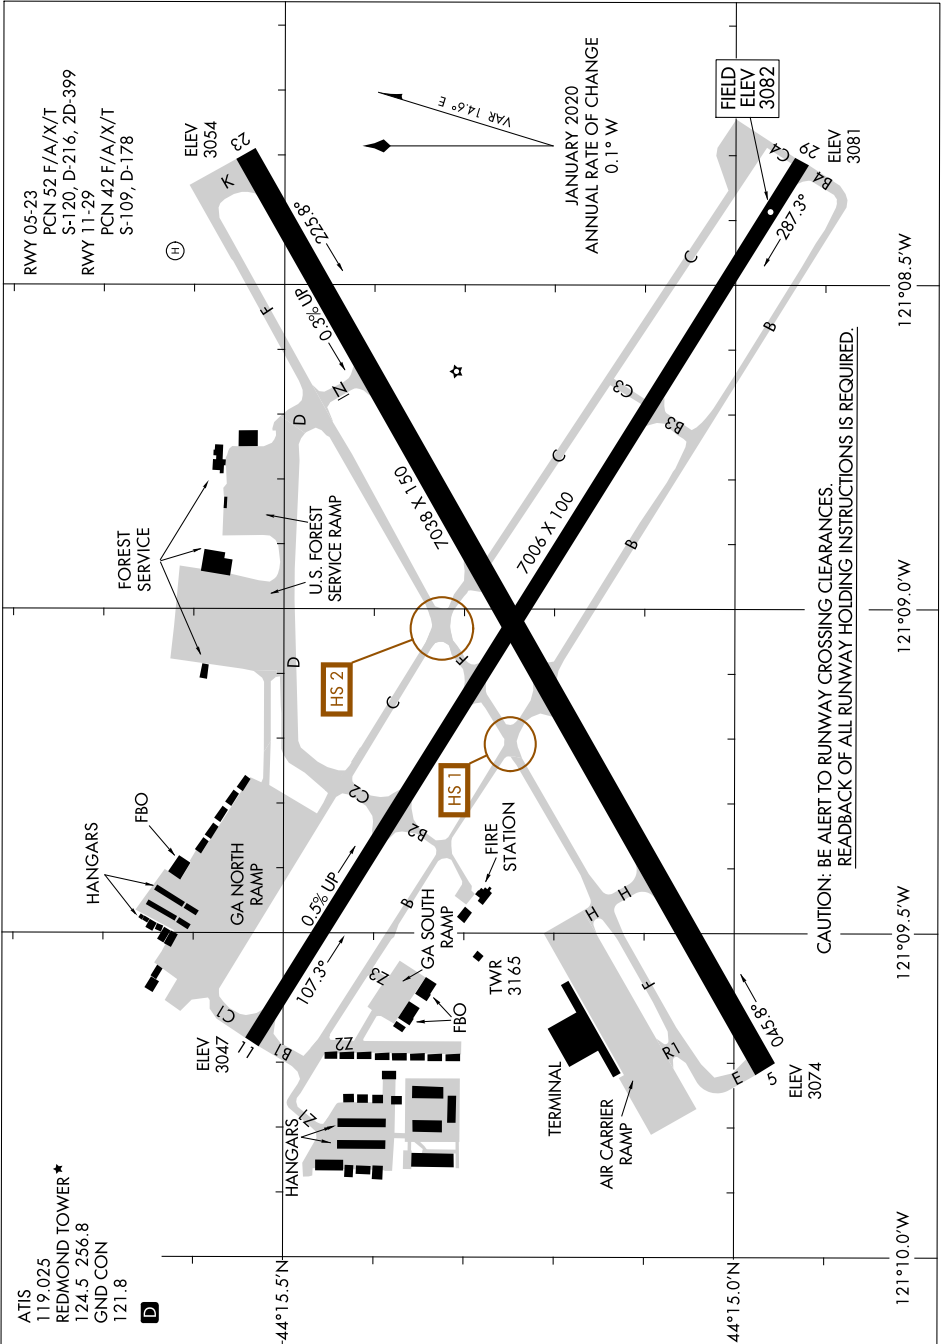 ATIS
119.025
REDMOND TOWER★
124.5 256.8
GND CON
121.8
D
RWY 05-23
PCN 52 F/A/X/T
S-120, D-216, 2D-399
RWY 11-29
PCN 42 F/A/X/T
S-109, D-178
H
ELEV
3054
23
K
225.8°
0.3% UP
F
IZ
D
7038 X 150
VAR 14.6° E
JANUARY 2020
ANNUAL RATE OF CHANGE
0.1° W
FIELD
ELEV
3082
C4
29
ELEV
3081
B4
287.3°
C
B
C3
B3
C
B
7006 X 100
FOREST
SERVICE
U.S. FOREST
SERVICE RAMP
D
HS 2
F
C
HS 1
C2
B2
FIRE
STATION
HANGARS
FBO
GA NORTH
RAMP
0.5% UP
107.3°
B
GA SOUTH
RAMP
TWR
3165
Z3
FBO
C1
ELEV
3047
11
B1
Z2
Z1
HANGARS
H
H
F
R1
TERMINAL
AIR CARRIER
RAMP
E
5
045.8°
ELEV
3074
CAUTION: BE ALERT TO RUNWAY CROSSING CLEARANCES.
READBACK OF ALL RUNWAY HOLDING INSTRUCTIONS IS REQUIRED.
44°15.5'N
44°15.0'N
121°10.0'W
121°09.5'W
121°09.0'W
121°08.5'W